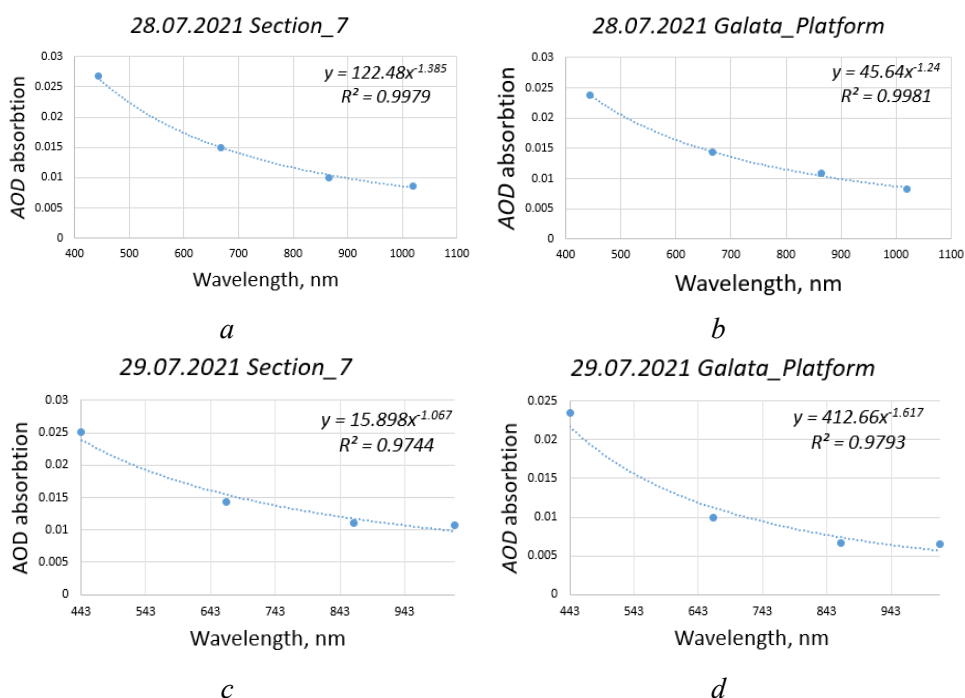 28.07.2021 Section_7
y = 122.48x^-1.385
R² = 0.9979
AOD absorbtion
0.03
0.025
0.02
0.015
0.01
0.005
0
400 500 600 700 800 900 1000 1100
Wavelength, nm
a
28.07.2021 Galata_Platform
y = 45.64x^-1.24
R² = 0.9981
AOD absorbtion
0.03
0.025
0.02
0.015
0.01
0.005
0
400 500 600 700 800 900 1000 1100
Wavelength, nm
b
29.07.2021 Section_7
y = 15.898x^-1.067
R² = 0.9744
AOD absorbtion
0.03
0.025
0.02
0.015
0.01
0.005
0
443 543 643 743 843 943
Wavelength, nm
c
29.07.2021 Galata_Platform
y = 412.66x^-1.617
R² = 0.9793
AOD absorbtion
0.025
0.02
0.015
0.01
0.005
0
443 543 643 743 843 943
Wavelength, nm
d